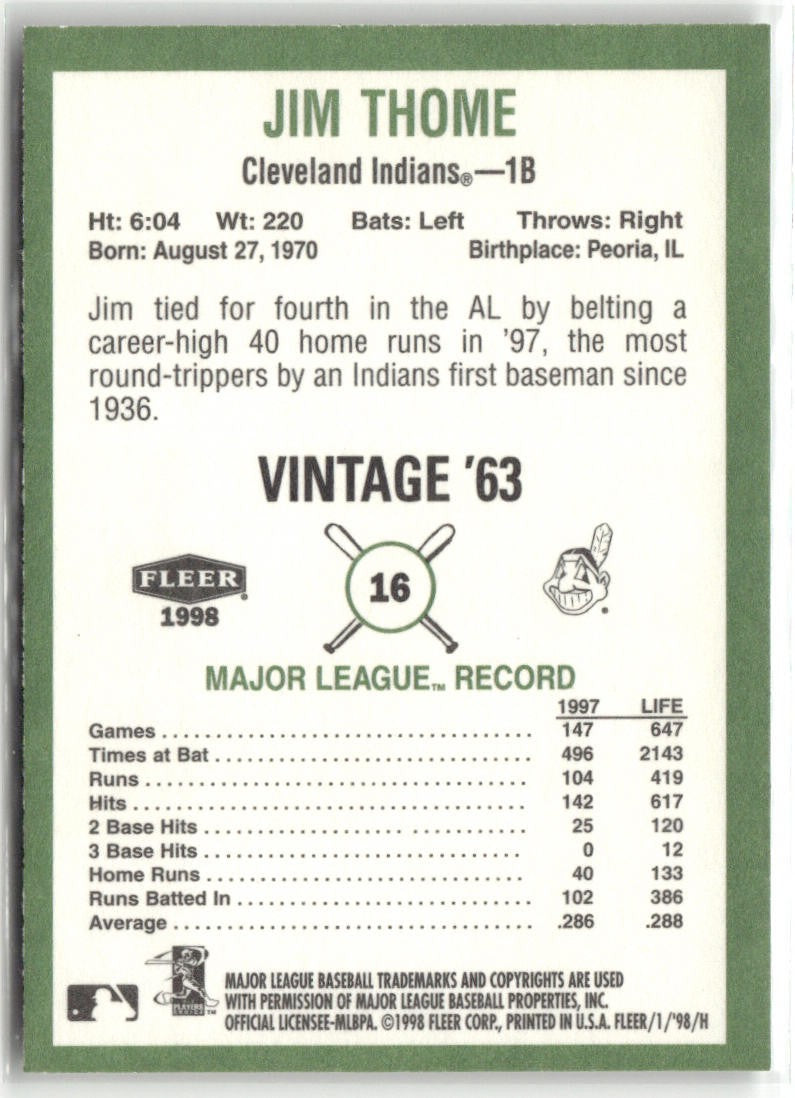 JIM THOME
Cleveland Indians®—1B
Ht: 6:04 Wt: 220 Bats: Left Throws: Right
Born: August 27, 1970 Birthplace: Peoria, IL
Jim tied for fourth in the AL by belting a
career-high 40 home runs in '97, the most
round-trippers by an Indians first baseman since
1936.
VINTAGE '63
FLEER
1998
16
MAJOR LEAGUE™ RECORD
1997 LIFE
Games 147 647
Times at Bat 496 2143
Runs 104 419
Hits 142 617
2 Base Hits 25 120
3 Base Hits 0 12
Home Runs 40 133
Runs Batted In 102 386
Average .286 .288
PLAYERS
CHOICE™
MAJOR LEAGUE BASEBALL TRADEMARKS AND COPYRIGHTS ARE USED
WITH PERMISSION OF MAJOR LEAGUE BASEBALL PROPERTIES, INC.
OFFICIAL LICENSEE-MLBPA. ©1998 FLEER CORP., PRINTED IN U.S.A. FLEER/1/'98/H